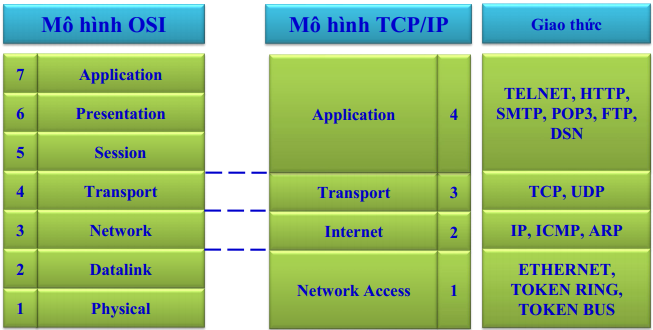 Mô hình OSI
7 Application
6 Presentation
5 Session
4 Transport
3 Network
2 Datalink
1 Physical
Mô hình TCP/IP
Application 4
Transport 3
Internet 2
Network Access 1
Giao thức
TELNET, HTTP,
SMTP, POP3, FTP,
DSN
TCP, UDP
IP, ICMP, ARP
ETHERNET,
TOKEN RING,
TOKEN BUS